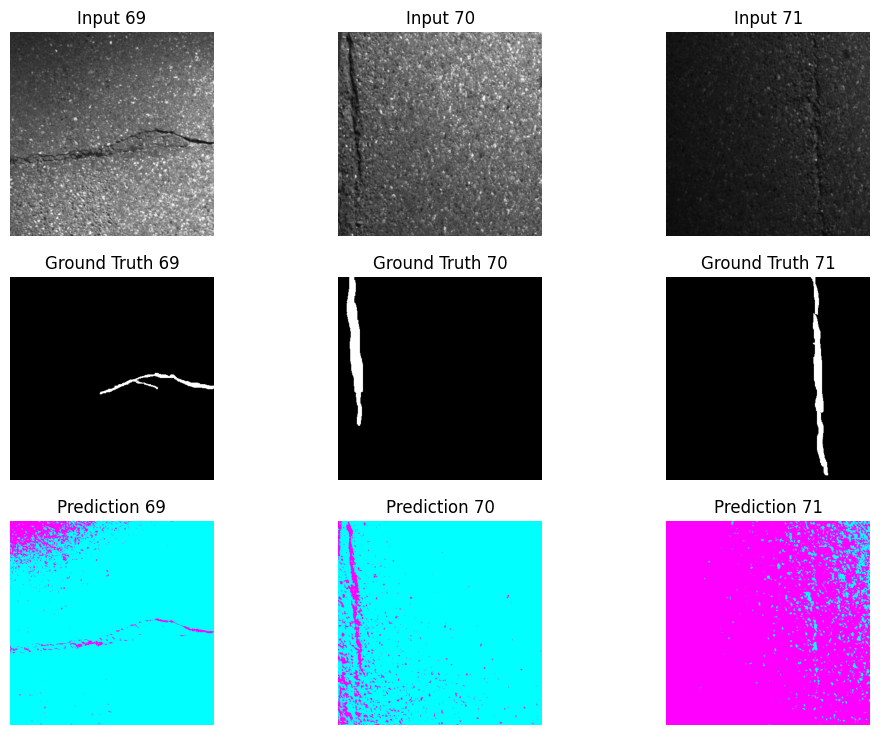 Input 69
Input 70
Input 71
Ground Truth 69
Ground Truth 70
Ground Truth 71
Prediction 69
Prediction 70
Prediction 71